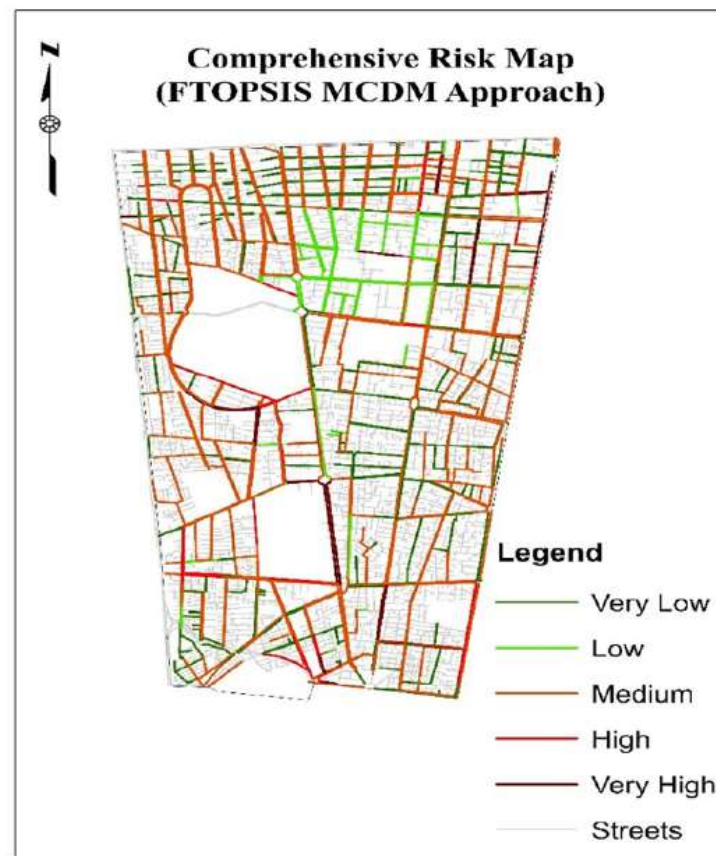 N
Comprehensive Risk Map
(FTOPSIS MCDM Approach)
Legend
Very Low
Low
Medium
High
Very High
Streets